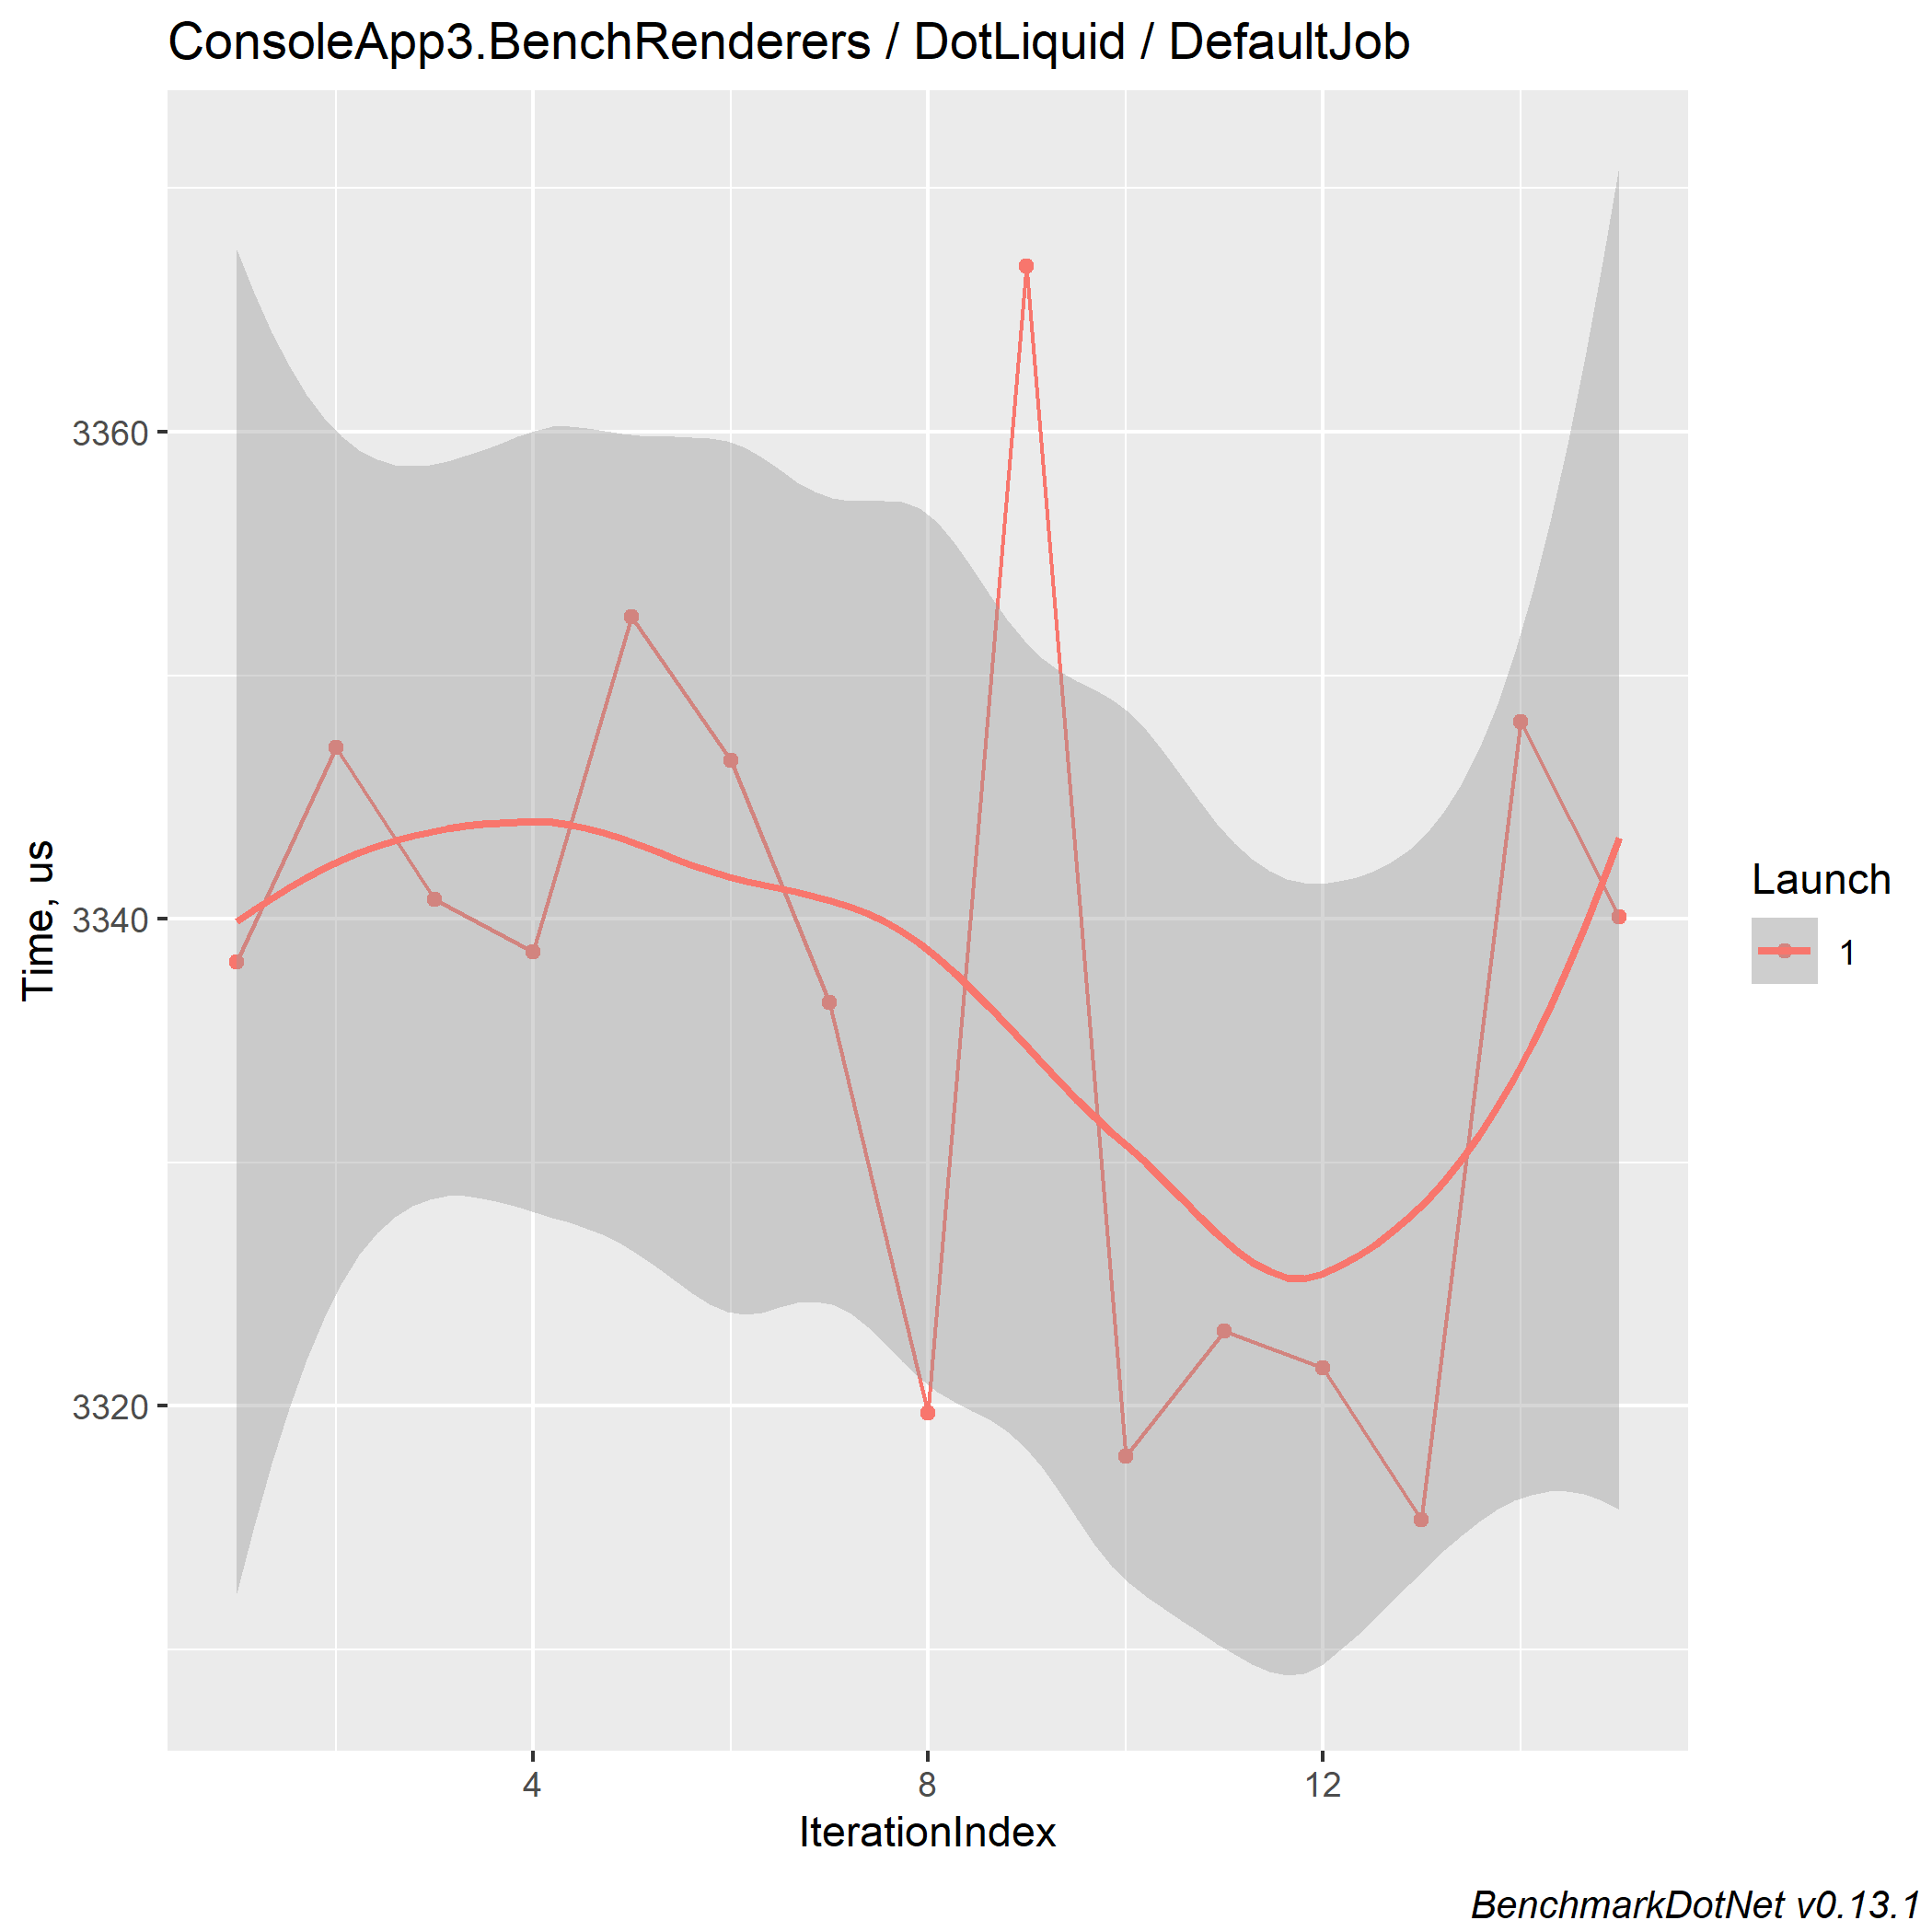 ConsoleApp3.BenchRenderers / DotLiquid / DefaultJob
3360
3340
3320
Time, us
4 8 12
IterationIndex
Launch
1
BenchmarkDotNet v0.13.1